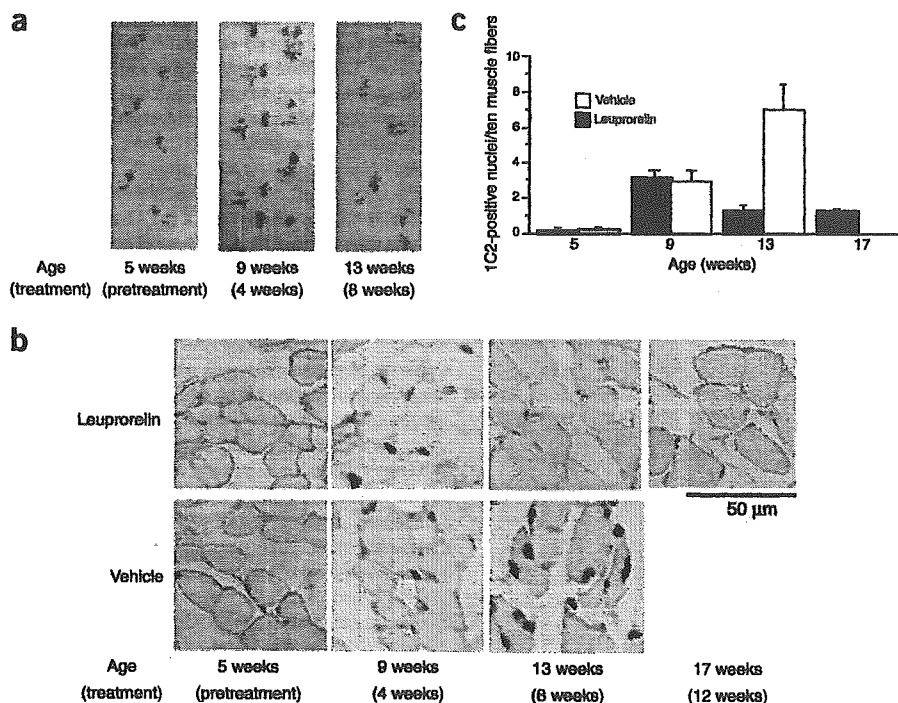 a
Age 5 weeks 9 weeks 13 weeks
(treatment) (pretreatment) (4 weeks) (8 weeks)
c
1C2-positive nuclei/ten muscle fibers
10
8
6
4
2
0
Vehicle
Leuprorelin
5 9 13 17
Age (weeks)
b
Leuprorelin
50 µm
Vehicle
Age 5 weeks 9 weeks 13 weeks 17 weeks
(treatment) (pretreatment) (4 weeks) (8 weeks) (12 weeks)